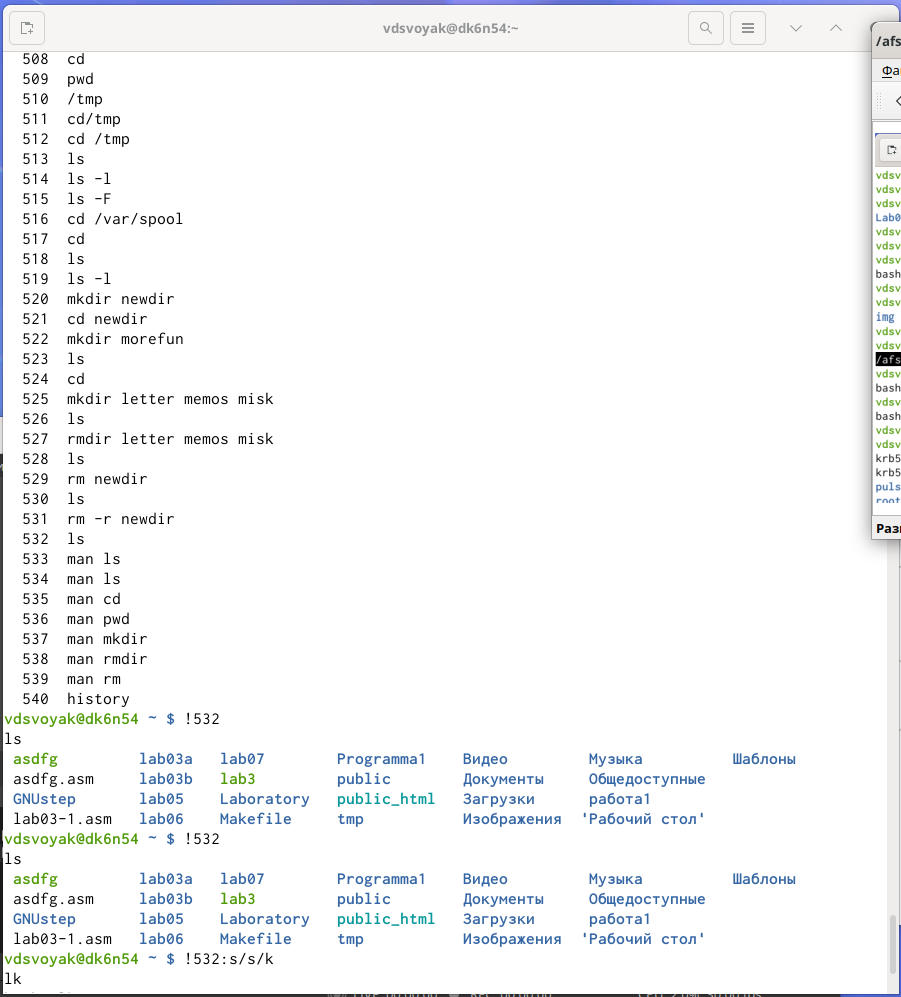 vdsvoyak@dk6n54:~
508 cd
509 pwd
510 /tmp
511 cd/tmp
512 cd /tmp
513 ls
514 ls -l
515 ls -F
516 cd /var/spool
517 cd
518 ls
519 ls -l
520 mkdir newdir
521 cd newdir
522 mkdir morefun
523 ls
524 cd
525 mkdir letter memos misk
526 ls
527 rmdir letter memos misk
528 ls
529 rm newdir
530 ls
531 rm -r newdir
532 ls
533 man ls
534 man ls
535 man cd
536 man pwd
537 man mkdir
538 man rmdir
539 man rm
540 history
vdsvoyak@dk6n54 ~ $ !532
ls
asdfg lab03a lab07 Programma1 Видео Музыка Шаблоны
asdfg.asm lab03b lab3 public Документы Общедоступные
GNUstep lab05 Laboratory public_html Загрузки работа1
lab03-1.asm lab06 Makefile tmp Изображения 'Рабочий стол'
vdsvoyak@dk6n54 ~ $ !532
ls
asdfg lab03a lab07 Programma1 Видео Музыка Шаблоны
asdfg.asm lab03b lab3 public Документы Общедоступные
GNUstep lab05 Laboratory public_html Загрузки работа1
lab03-1.asm lab06 Makefile tmp Изображения 'Рабочий стол'
vdsvoyak@dk6n54 ~ $ !532:s/s/k
lk
/afs
vdsv
vdsv
vdsv
Lab0
vdsv
vdsv
vdsv
bash
vdsv
vdsv
img
vdsv
vdsv
/afs
vdsv
bash
vdsv
bash
vdsv
vdsv
krb5
krb5
puls
root